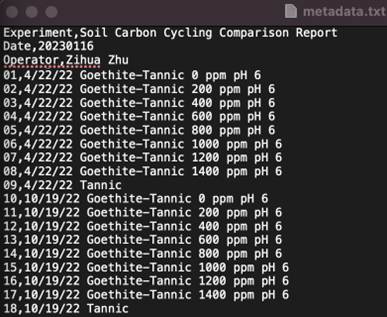 metadata.txt
Experiment,Soil Carbon Cycling Comparison Report
Date,20230116
Operator,Zihua Zhu
01,4/22/22 Goethite-Tannic 0 ppm pH 6
02,4/22/22 Goethite-Tannic 200 ppm pH 6
03,4/22/22 Goethite-Tannic 400 ppm pH 6
04,4/22/22 Goethite-Tannic 600 ppm pH 6
05,4/22/22 Goethite-Tannic 800 ppm pH 6
06,4/22/22 Goethite-Tannic 1000 ppm pH 6
07,4/22/22 Goethite-Tannic 1200 ppm pH 6
08,4/22/22 Goethite-Tannic 1400 ppm pH 6
09,4/22/22 Tannic
10,10/19/22 Goethite-Tannic 0 ppm pH 6
11,10/19/22 Goethite-Tannic 200 ppm pH 6
12,10/19/22 Goethite-Tannic 400 ppm pH 6
13,10/19/22 Goethite-Tannic 600 ppm pH 6
14,10/19/22 Goethite-Tannic 800 ppm pH 6
15,10/19/22 Goethite-Tannic 1000 ppm pH 6
16,10/19/22 Goethite-Tannic 1200 ppm pH 6
17,10/19/22 Goethite-Tannic 1400 ppm pH 6
18,10/19/22 Tannic